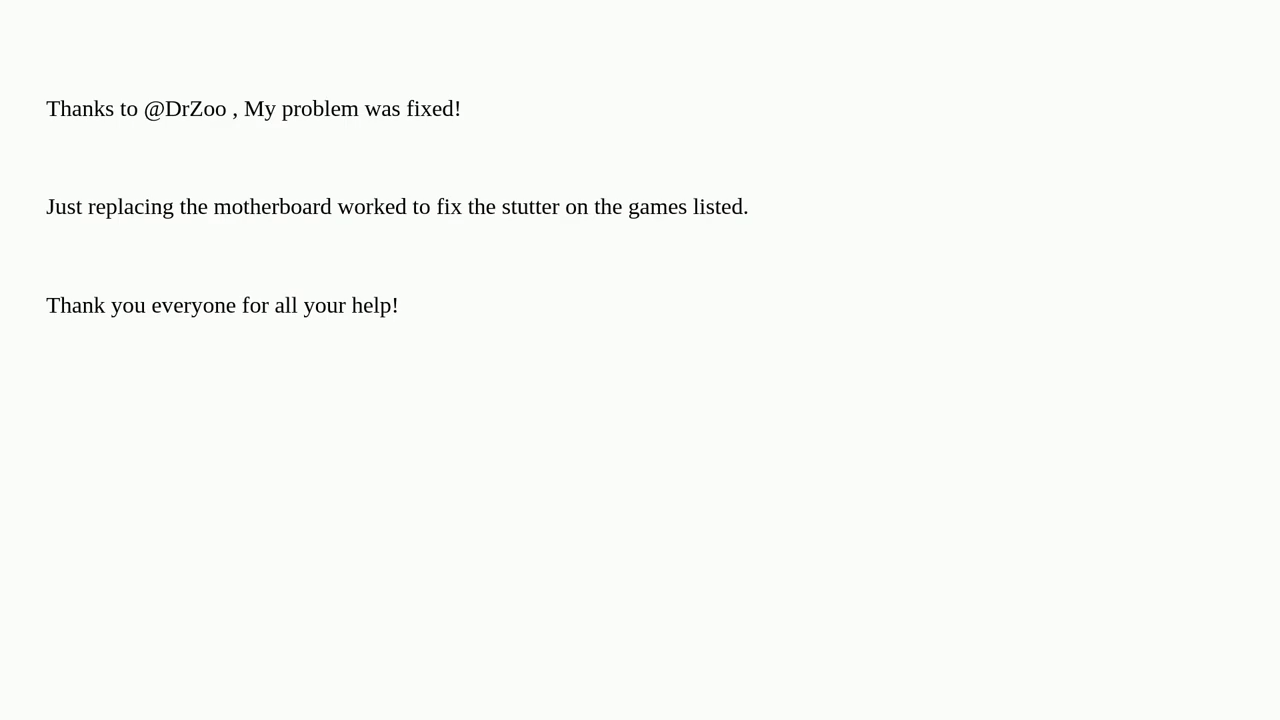 Thanks to @DrZoo , My problem was fixed!
Just replacing the motherboard worked to fix the stutter on the games listed.
Thank you everyone for all your help!